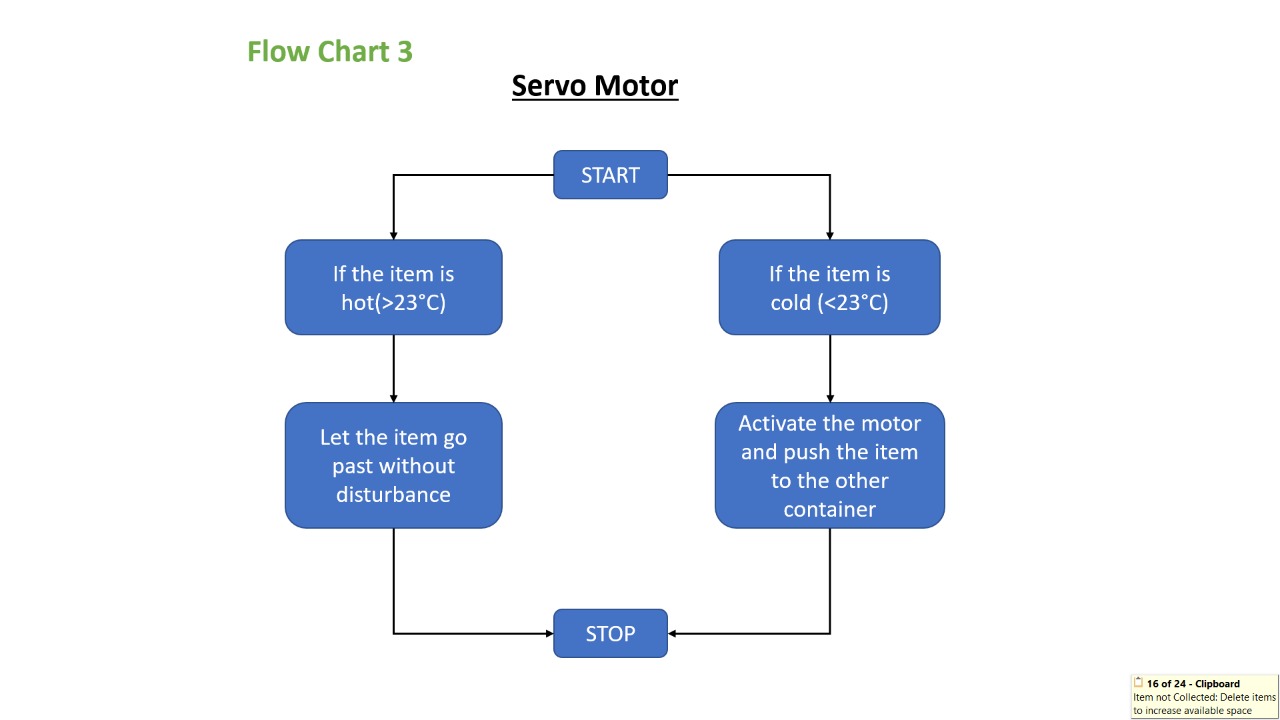 Flow Chart 3
Servo Motor
START
If the item is
hot(>23°C)
If the item is
cold (<23°C)
Let the item go
past without
disturbance
Activate the motor
and push the item
to the other
container
STOP
16 of 24 - Clipboard
Item not Collected: Delete items
to increase available space